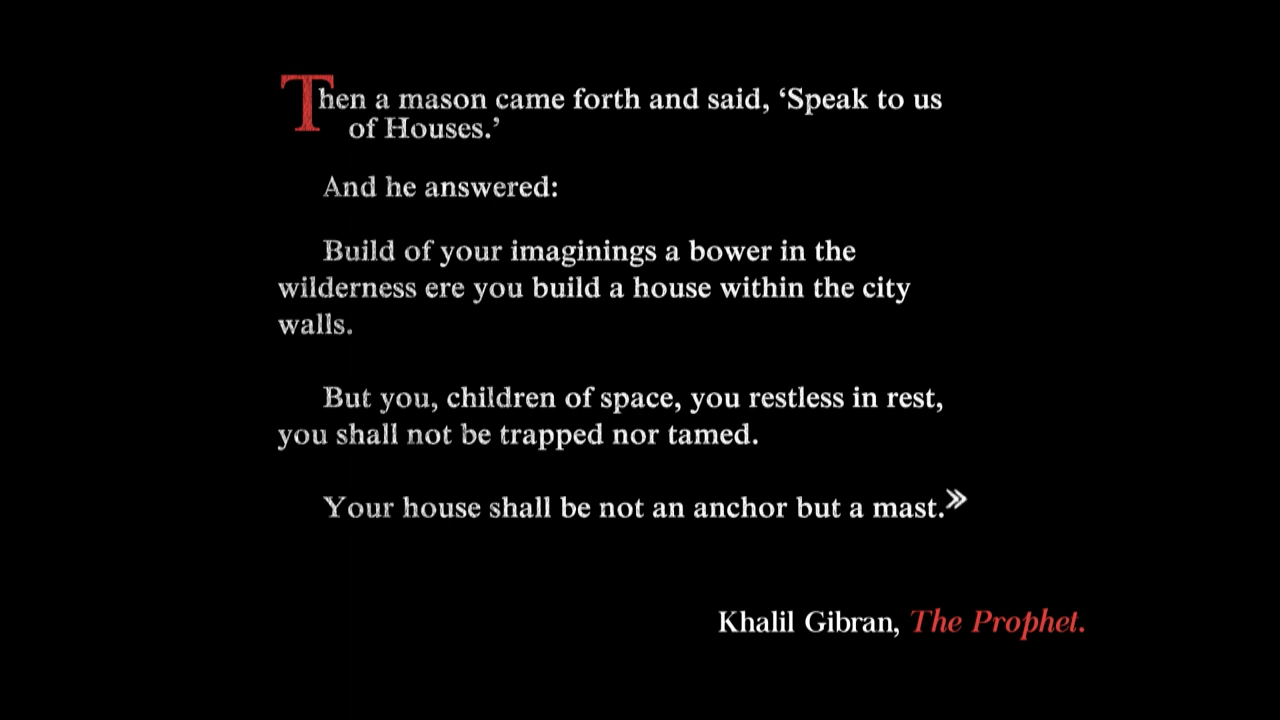 Then a mason came forth and said, ‘Speak to us
of Houses.’
And he answered:
Build of your imaginings a bower in the
wilderness ere you build a house within the city
walls.
But you, children of space, you restless in rest,
you shall not be trapped nor tamed.
Your house shall be not an anchor but a mast.»
Khalil Gibran, The Prophet.